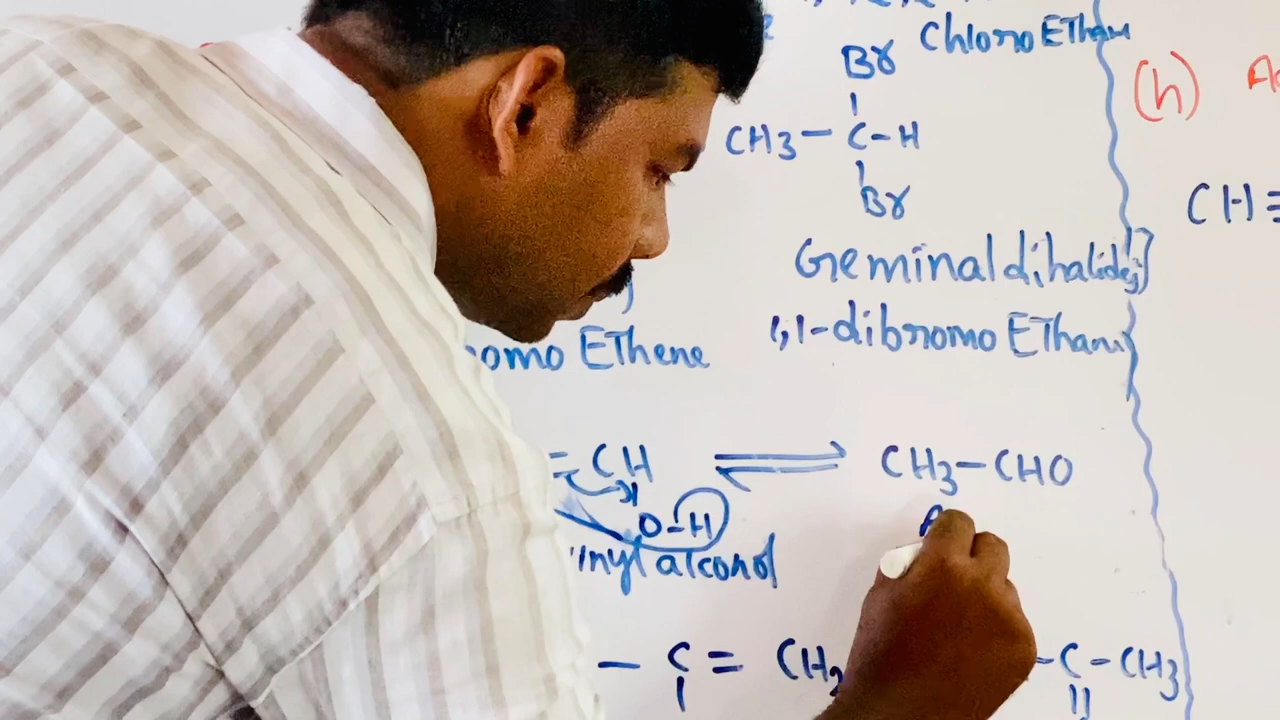 Chloro Ethane
Br
(h)
CH3 - C - H
Br
CH ≡
Geminal dihalide]
omo Ethene
1,1-dibromo Ethane
= CH ⇌ CH3 - CHO
O-H
inyl alcohol
- C = CH2
- C - CH3
||